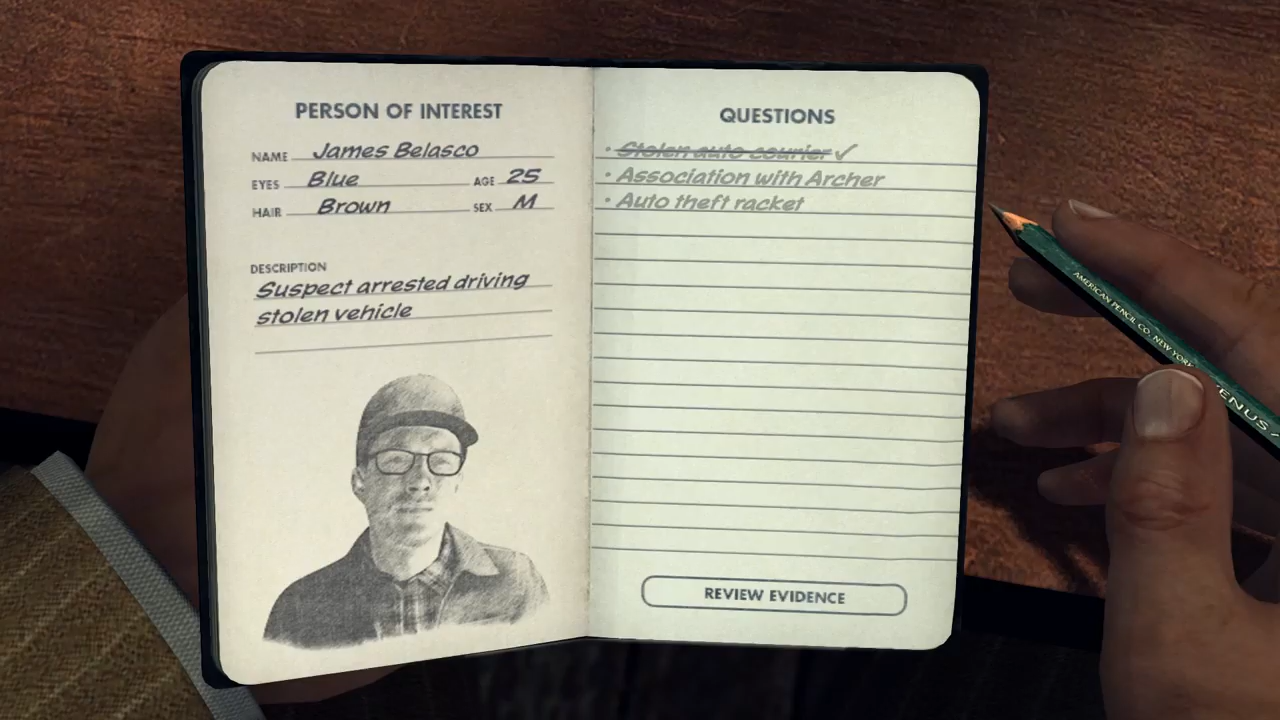 PERSON OF INTEREST
NAME James Belasco
EYES Blue AGE 25
HAIR Brown SEX M
DESCRIPTION
Suspect arrested driving
stolen vehicle
QUESTIONS
• Stolen auto courier ✓
• Association with Archer
• Auto theft racket
REVIEW EVIDENCE
AMERICAN PENCIL CO. NEW YORK
VENUS